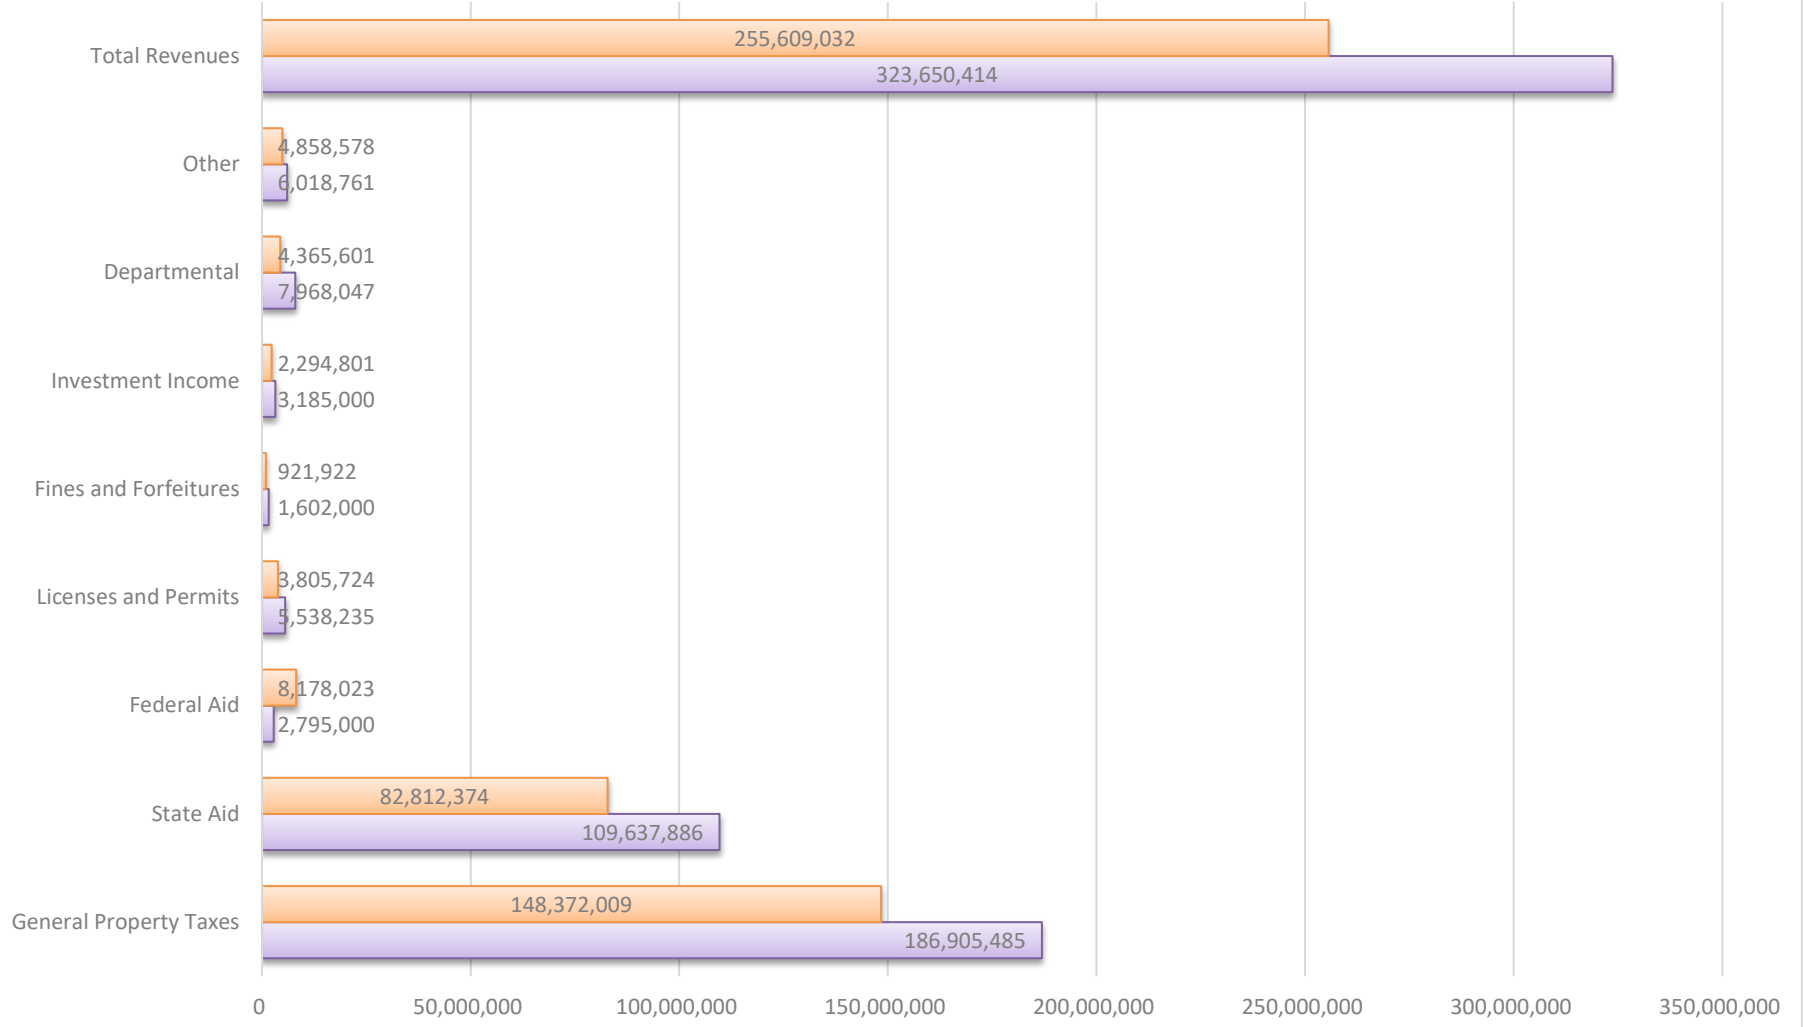 255,609,032
Total Revenues
323,650,414
4,858,578
Other
6,018,761
4,365,601
Departmental
7,968,047
2,294,801
Investment Income
3,185,000
921,922
Fines and Forfeitures
1,602,000
3,805,724
Licenses and Permits
5,538,235
8,178,023
Federal Aid
2,795,000
82,812,374
State Aid
109,637,886
148,372,009
General Property Taxes
186,905,485
0 50,000,000 100,000,000 150,000,000 200,000,000 250,000,000 300,000,000 350,000,000